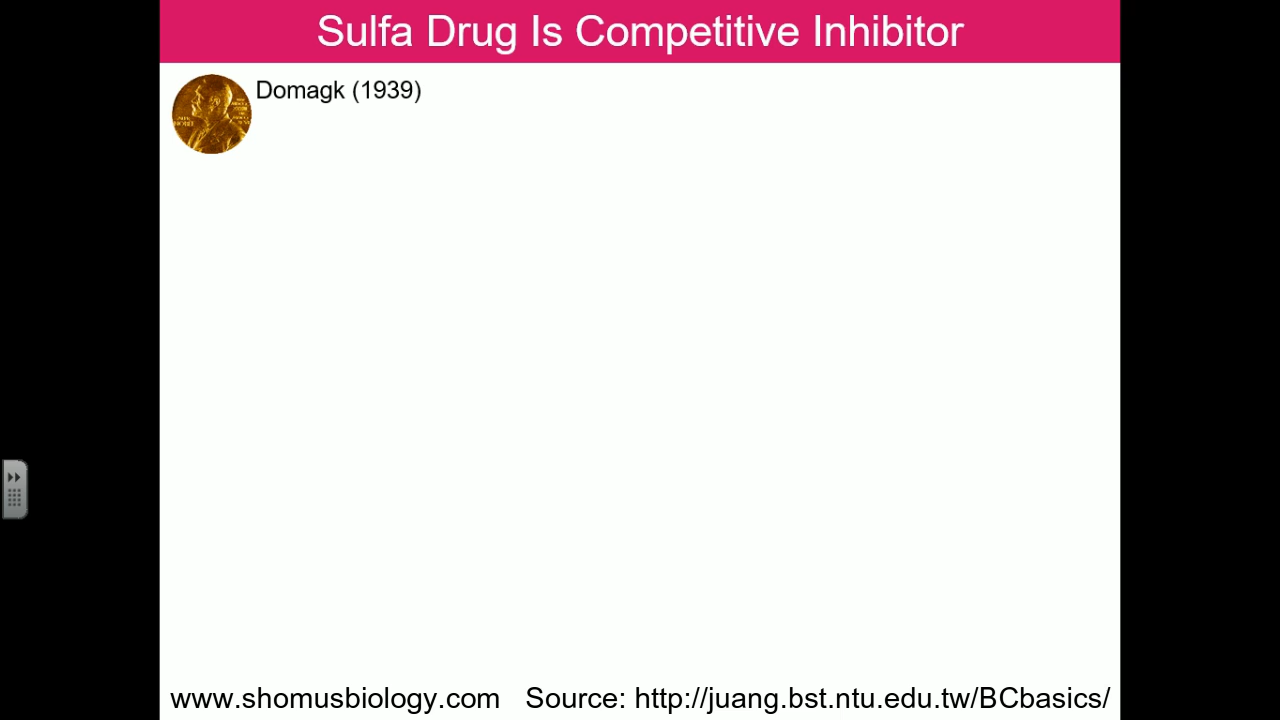 Sulfa Drug Is Competitive Inhibitor
Domagk (1939)
www.shomusbiology.com Source: http://juang.bst.ntu.edu.tw/BCbasics/